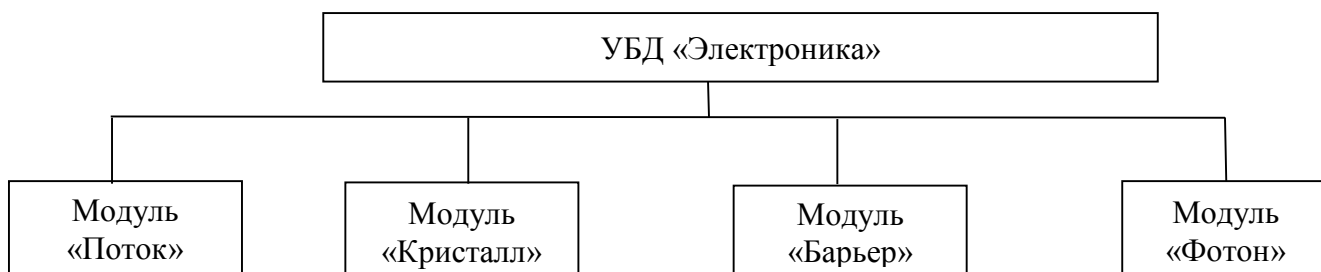 УБД «Электроника»
Модуль
«Поток»
Модуль
«Кристалл»
Модуль
«Барьер»
Модуль
«Фотон»